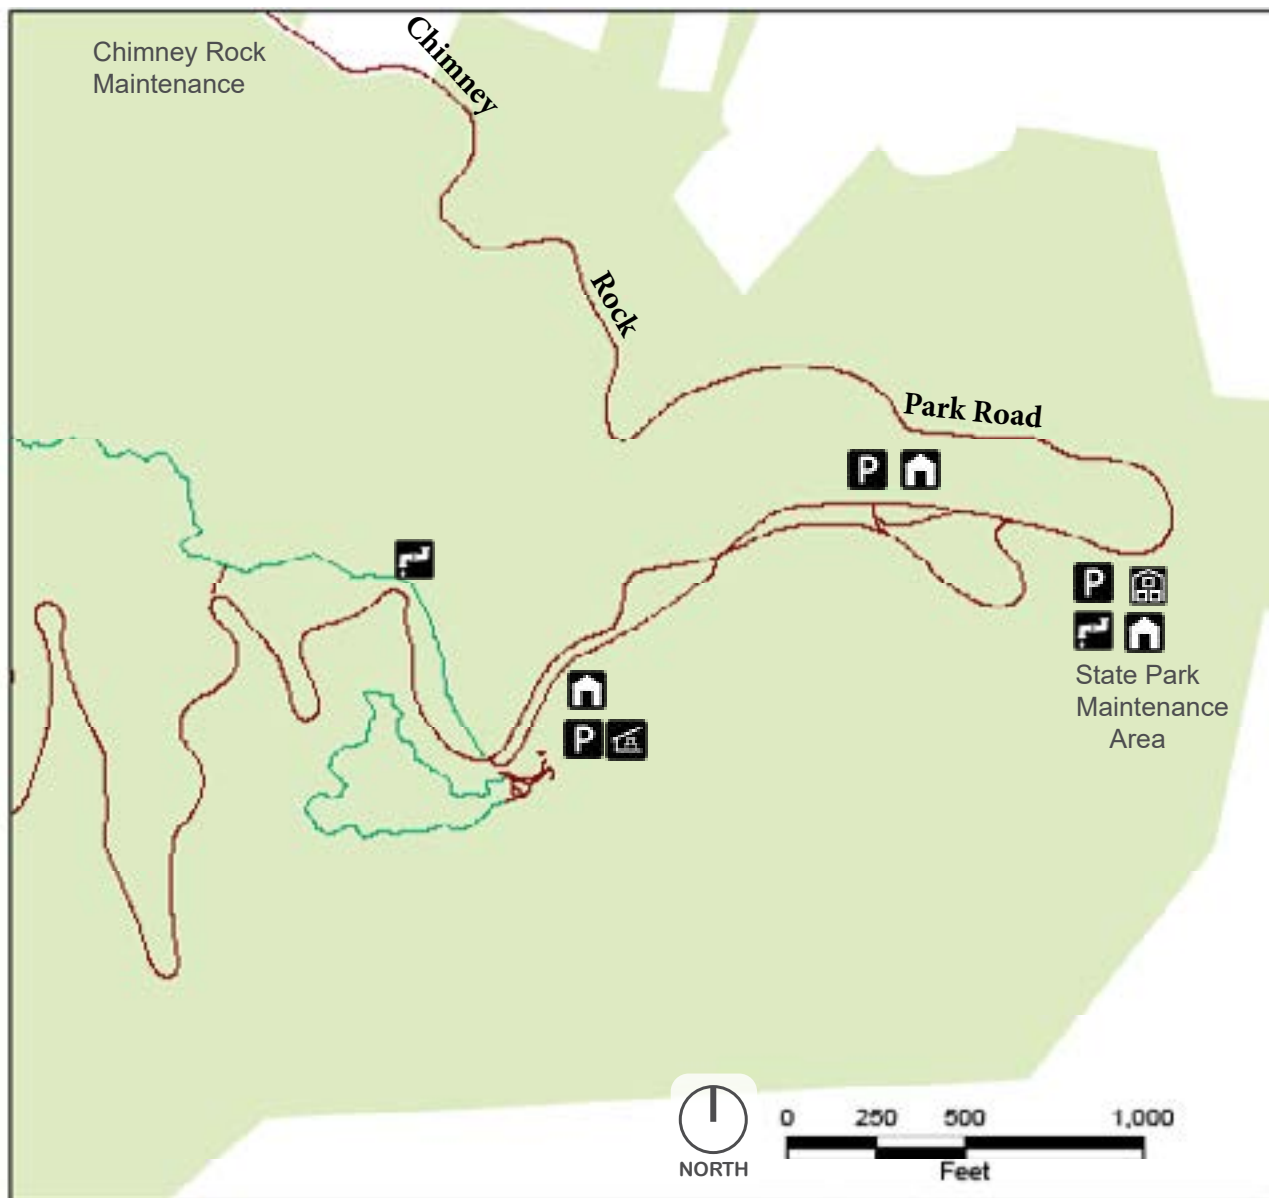 Chimney Rock
Maintenance
Chimney
Rock
Park Road
P
P
State Park
Maintenance
Area
P
NORTH
0 250 500 1,000
Feet